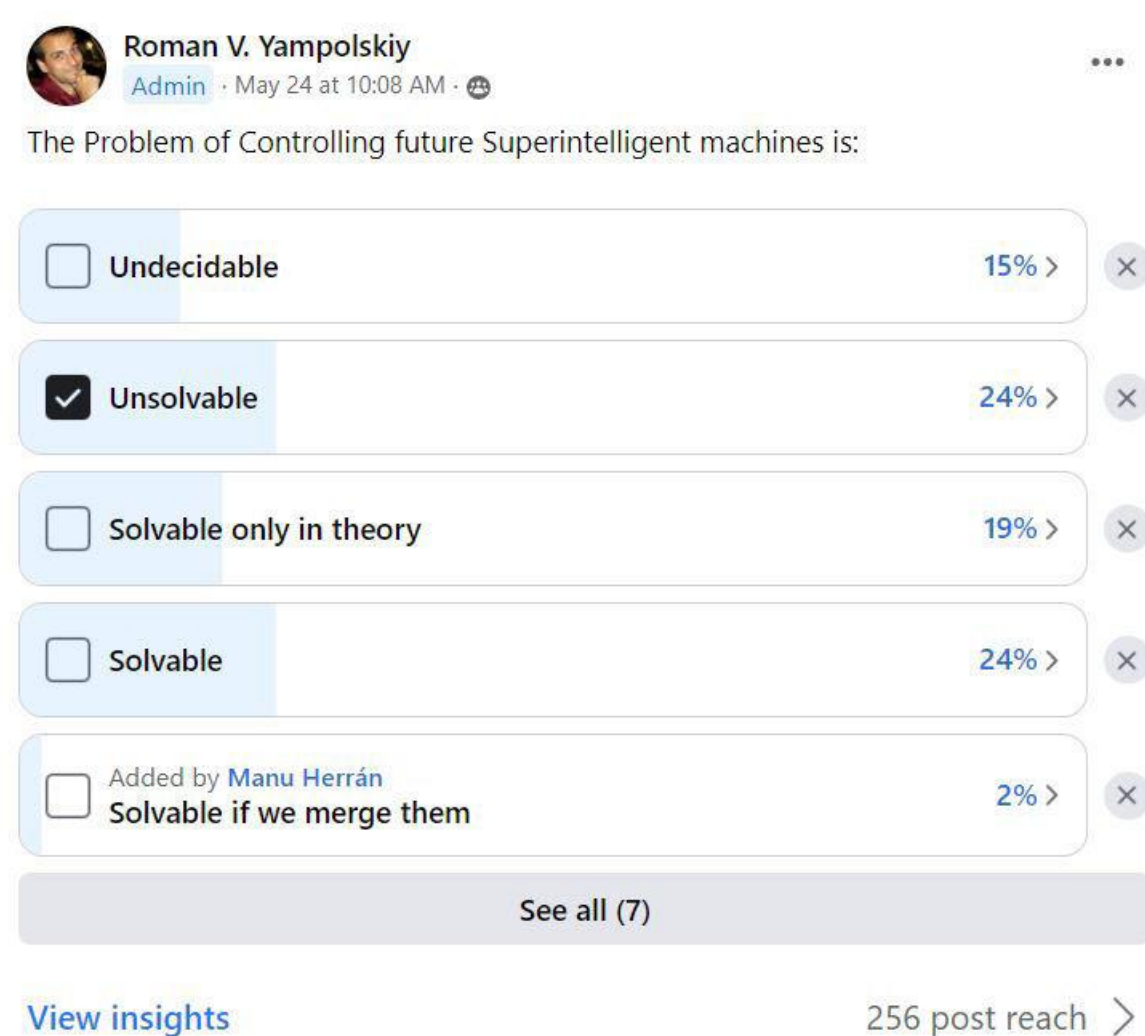 Roman V. Yampolskiy
Admin · May 24 at 10:08 AM ·
The Problem of Controlling future Superintelligent machines is:
Undecidable 15%
Unsolvable 24%
Solvable only in theory 19%
Solvable 24%
Added by Manu Herrán
Solvable if we merge them 2%
See all (7)
View insights 256 post reach